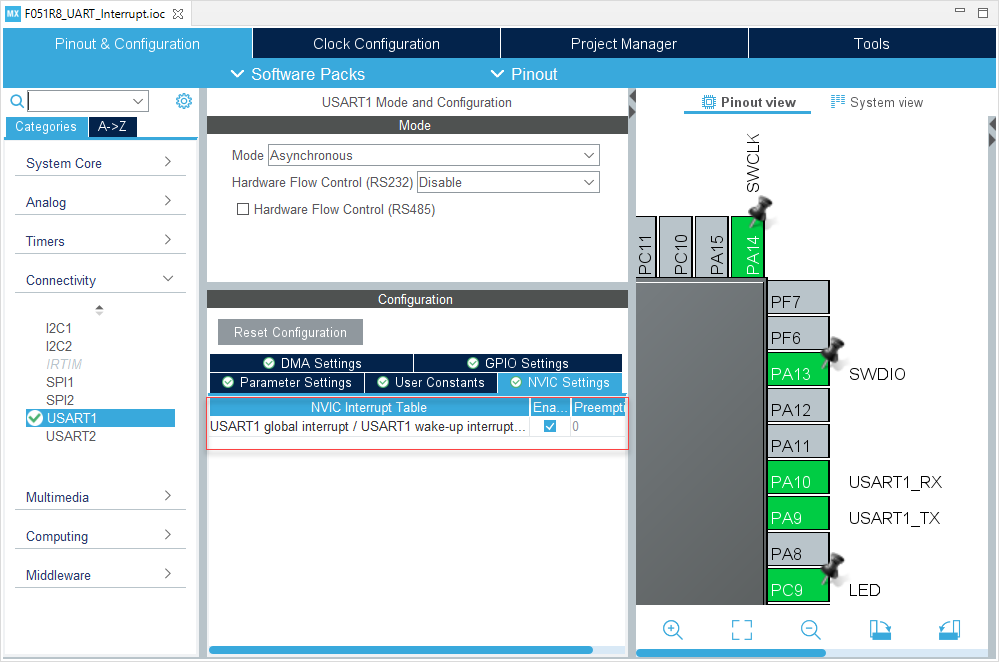 MX F051R8_UART_Interrupt.ioc
Pinout & Configuration
Clock Configuration
Project Manager
Tools
Software Packs
Pinout
Categories
A->Z
System Core
Analog
Timers
Connectivity
I2C1
I2C2
IRTIM
SPI1
SPI2
USART1
USART2
Multimedia
Computing
Middleware
USART1 Mode and Configuration
Mode
Mode Asynchronous
Hardware Flow Control (RS232) Disable
Hardware Flow Control (RS485)
Configuration
Reset Configuration
DMA Settings
GPIO Settings
Parameter Settings
User Constants
NVIC Settings
NVIC Interrupt Table Ena... Preempti
USART1 global interrupt / USART1 wake-up interrupt... 0
Pinout view
System view
SWCLK
PC11
PC10
PA15
PA14
PF7
PF6
PA13 SWDIO
PA12
PA11
PA10 USART1_RX
PA9 USART1_TX
PA8
PC9 LED